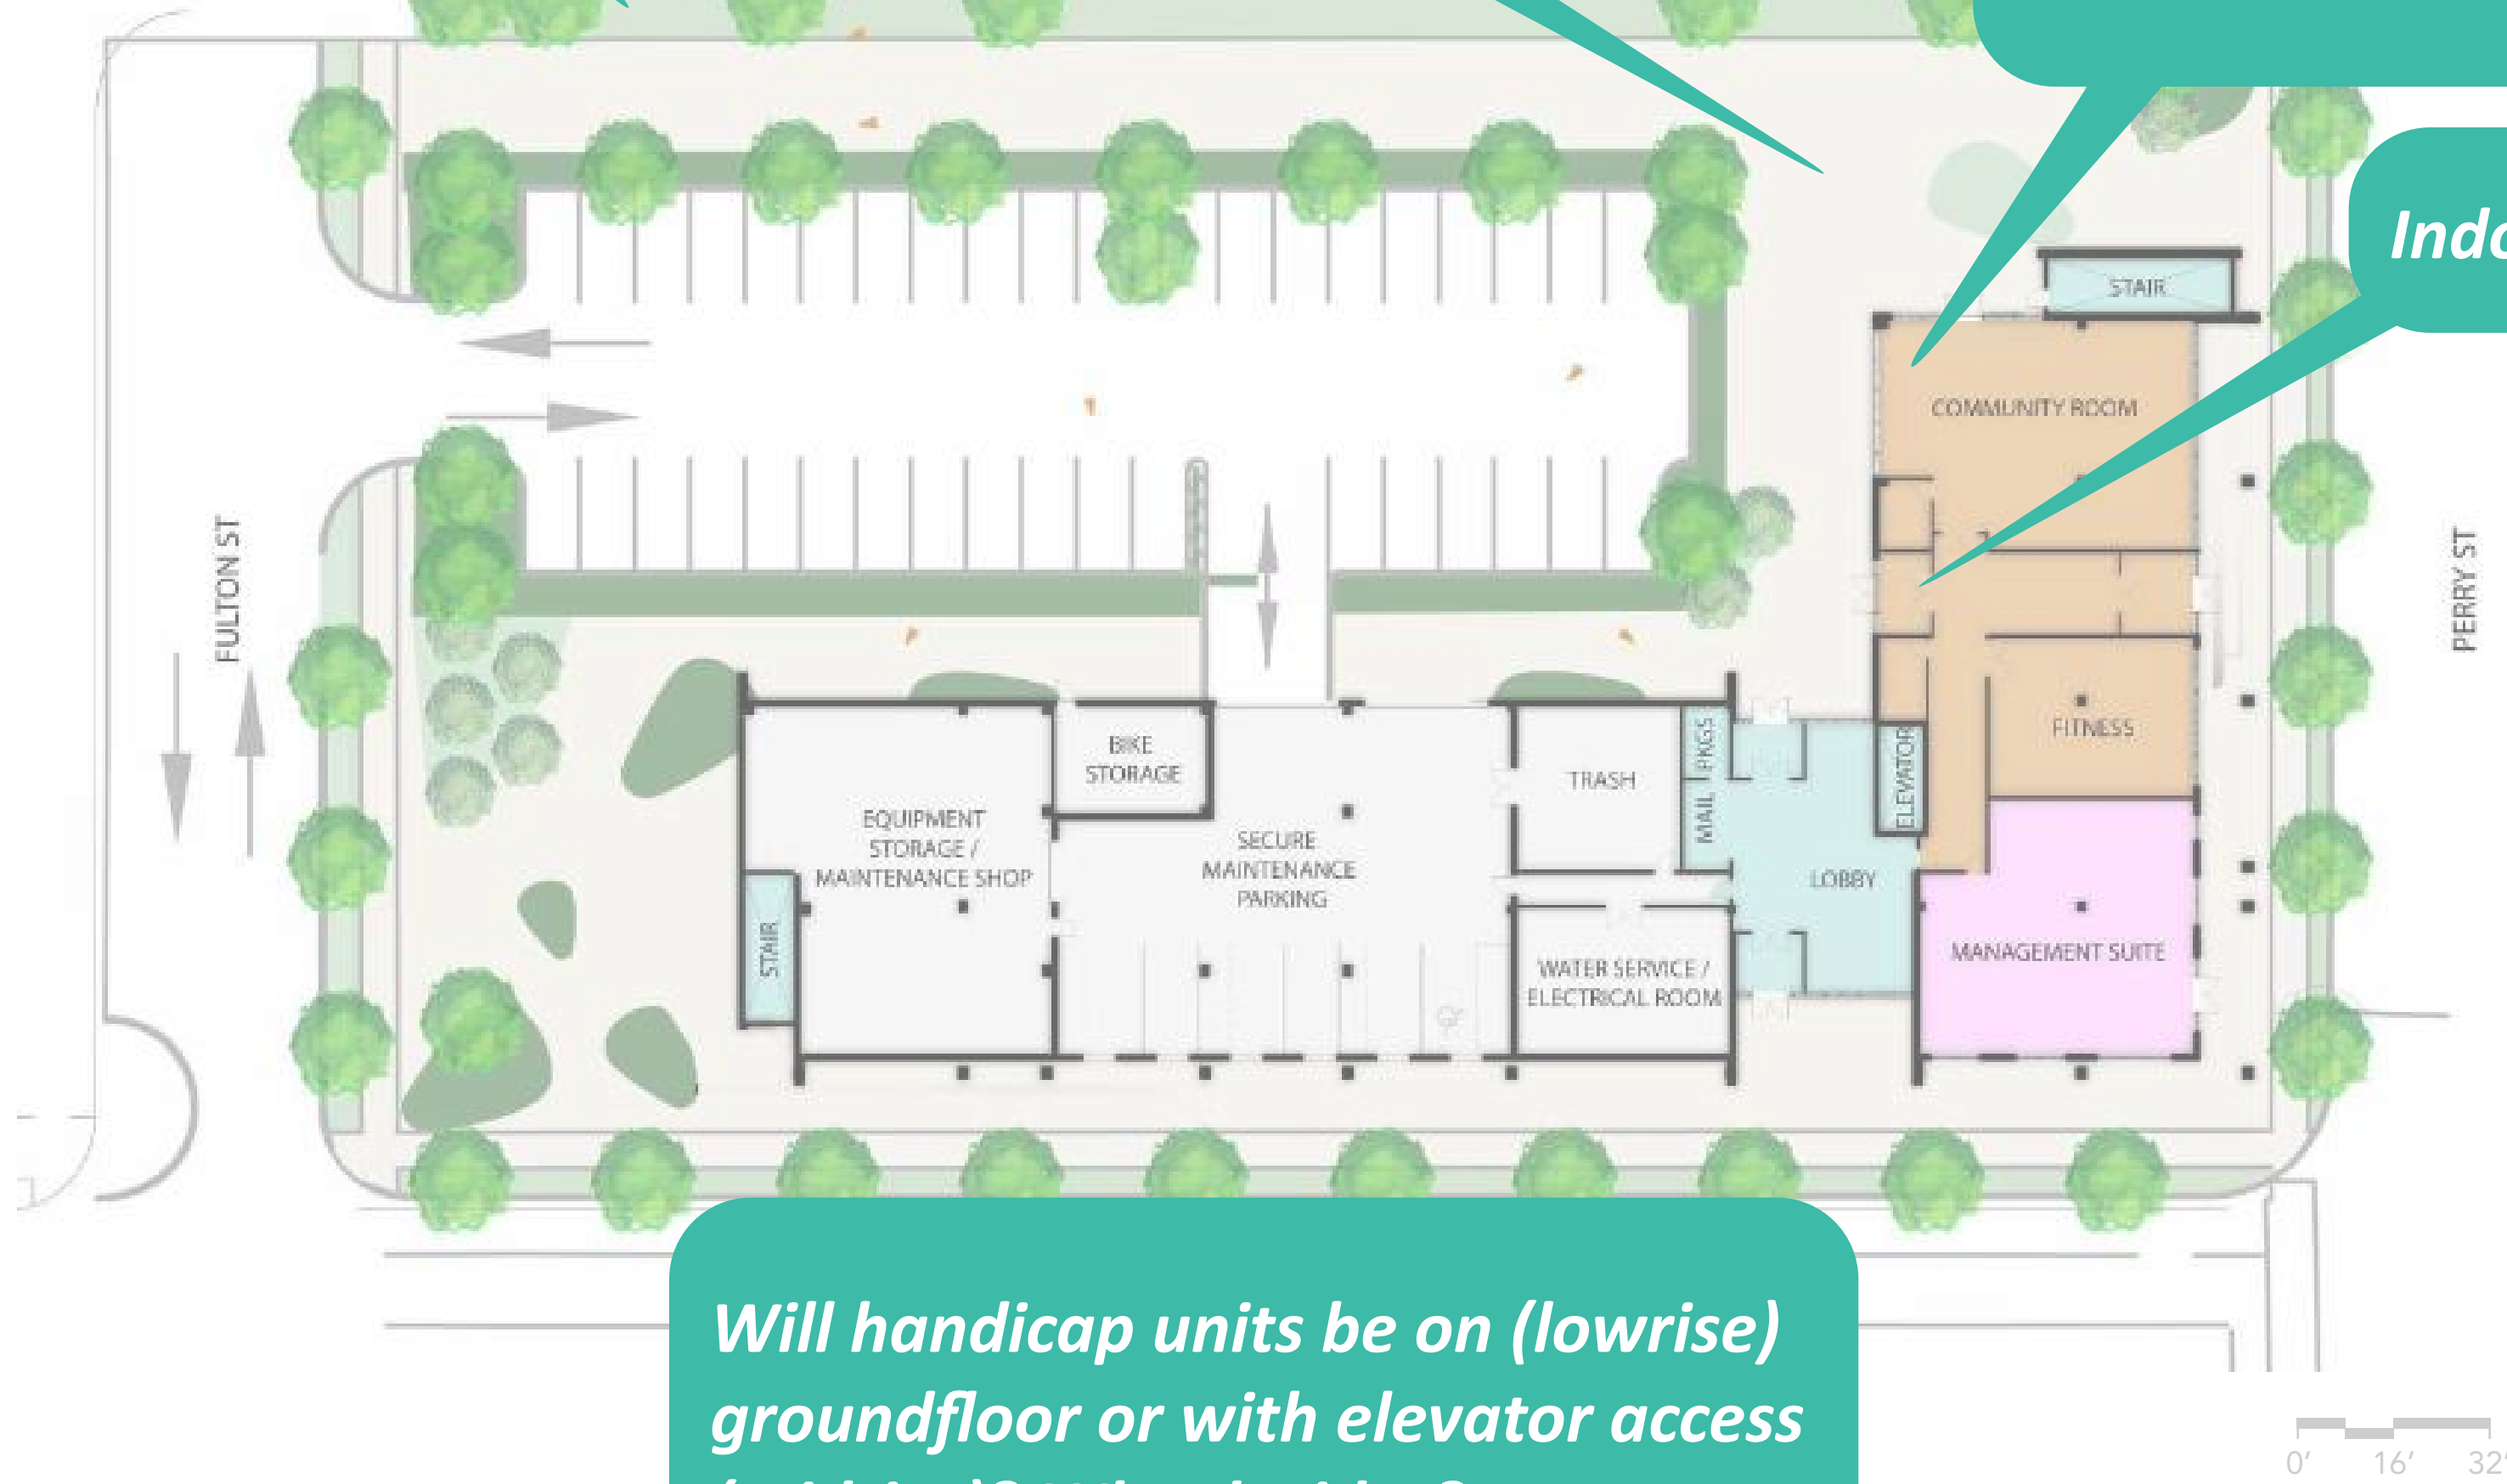 Indo
STAIR
COMMUNITY ROOM
FULTON ST
PERRY ST
BIKE
STORAGE
PKGS
FITNESS
ELEVATOR
TRASH
EQUIPMENT
STORAGE /
MAINTENANCE SHOP
MAIL
SECURE
MAINTENANCE
PARKING
LOBBY
STAIR
MANAGEMENT SUITE
WATER SERVICE /
ELECTRICAL ROOM
Will handicap units be on (lowrise)
groundfloor or with elevator access
0' 16' 32'